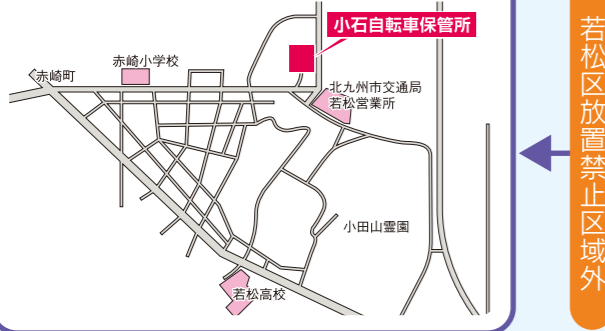 小石自転車保管所
赤崎小学校
赤崎町
北九州市交通局
若松営業所
小田山霊園
若松高校
若松区放置禁止区域外